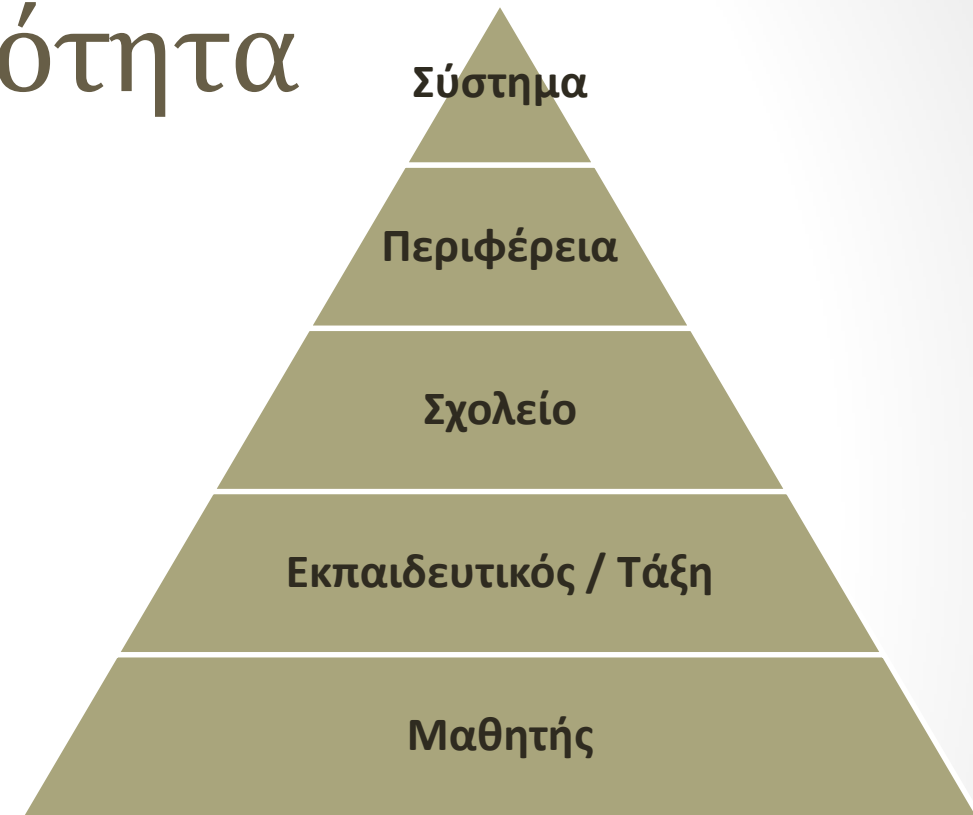 ότητα
Σύστημα
Περιφέρεια
Σχολείο
Εκπαιδευτικός / Τάξη
Μαθητής